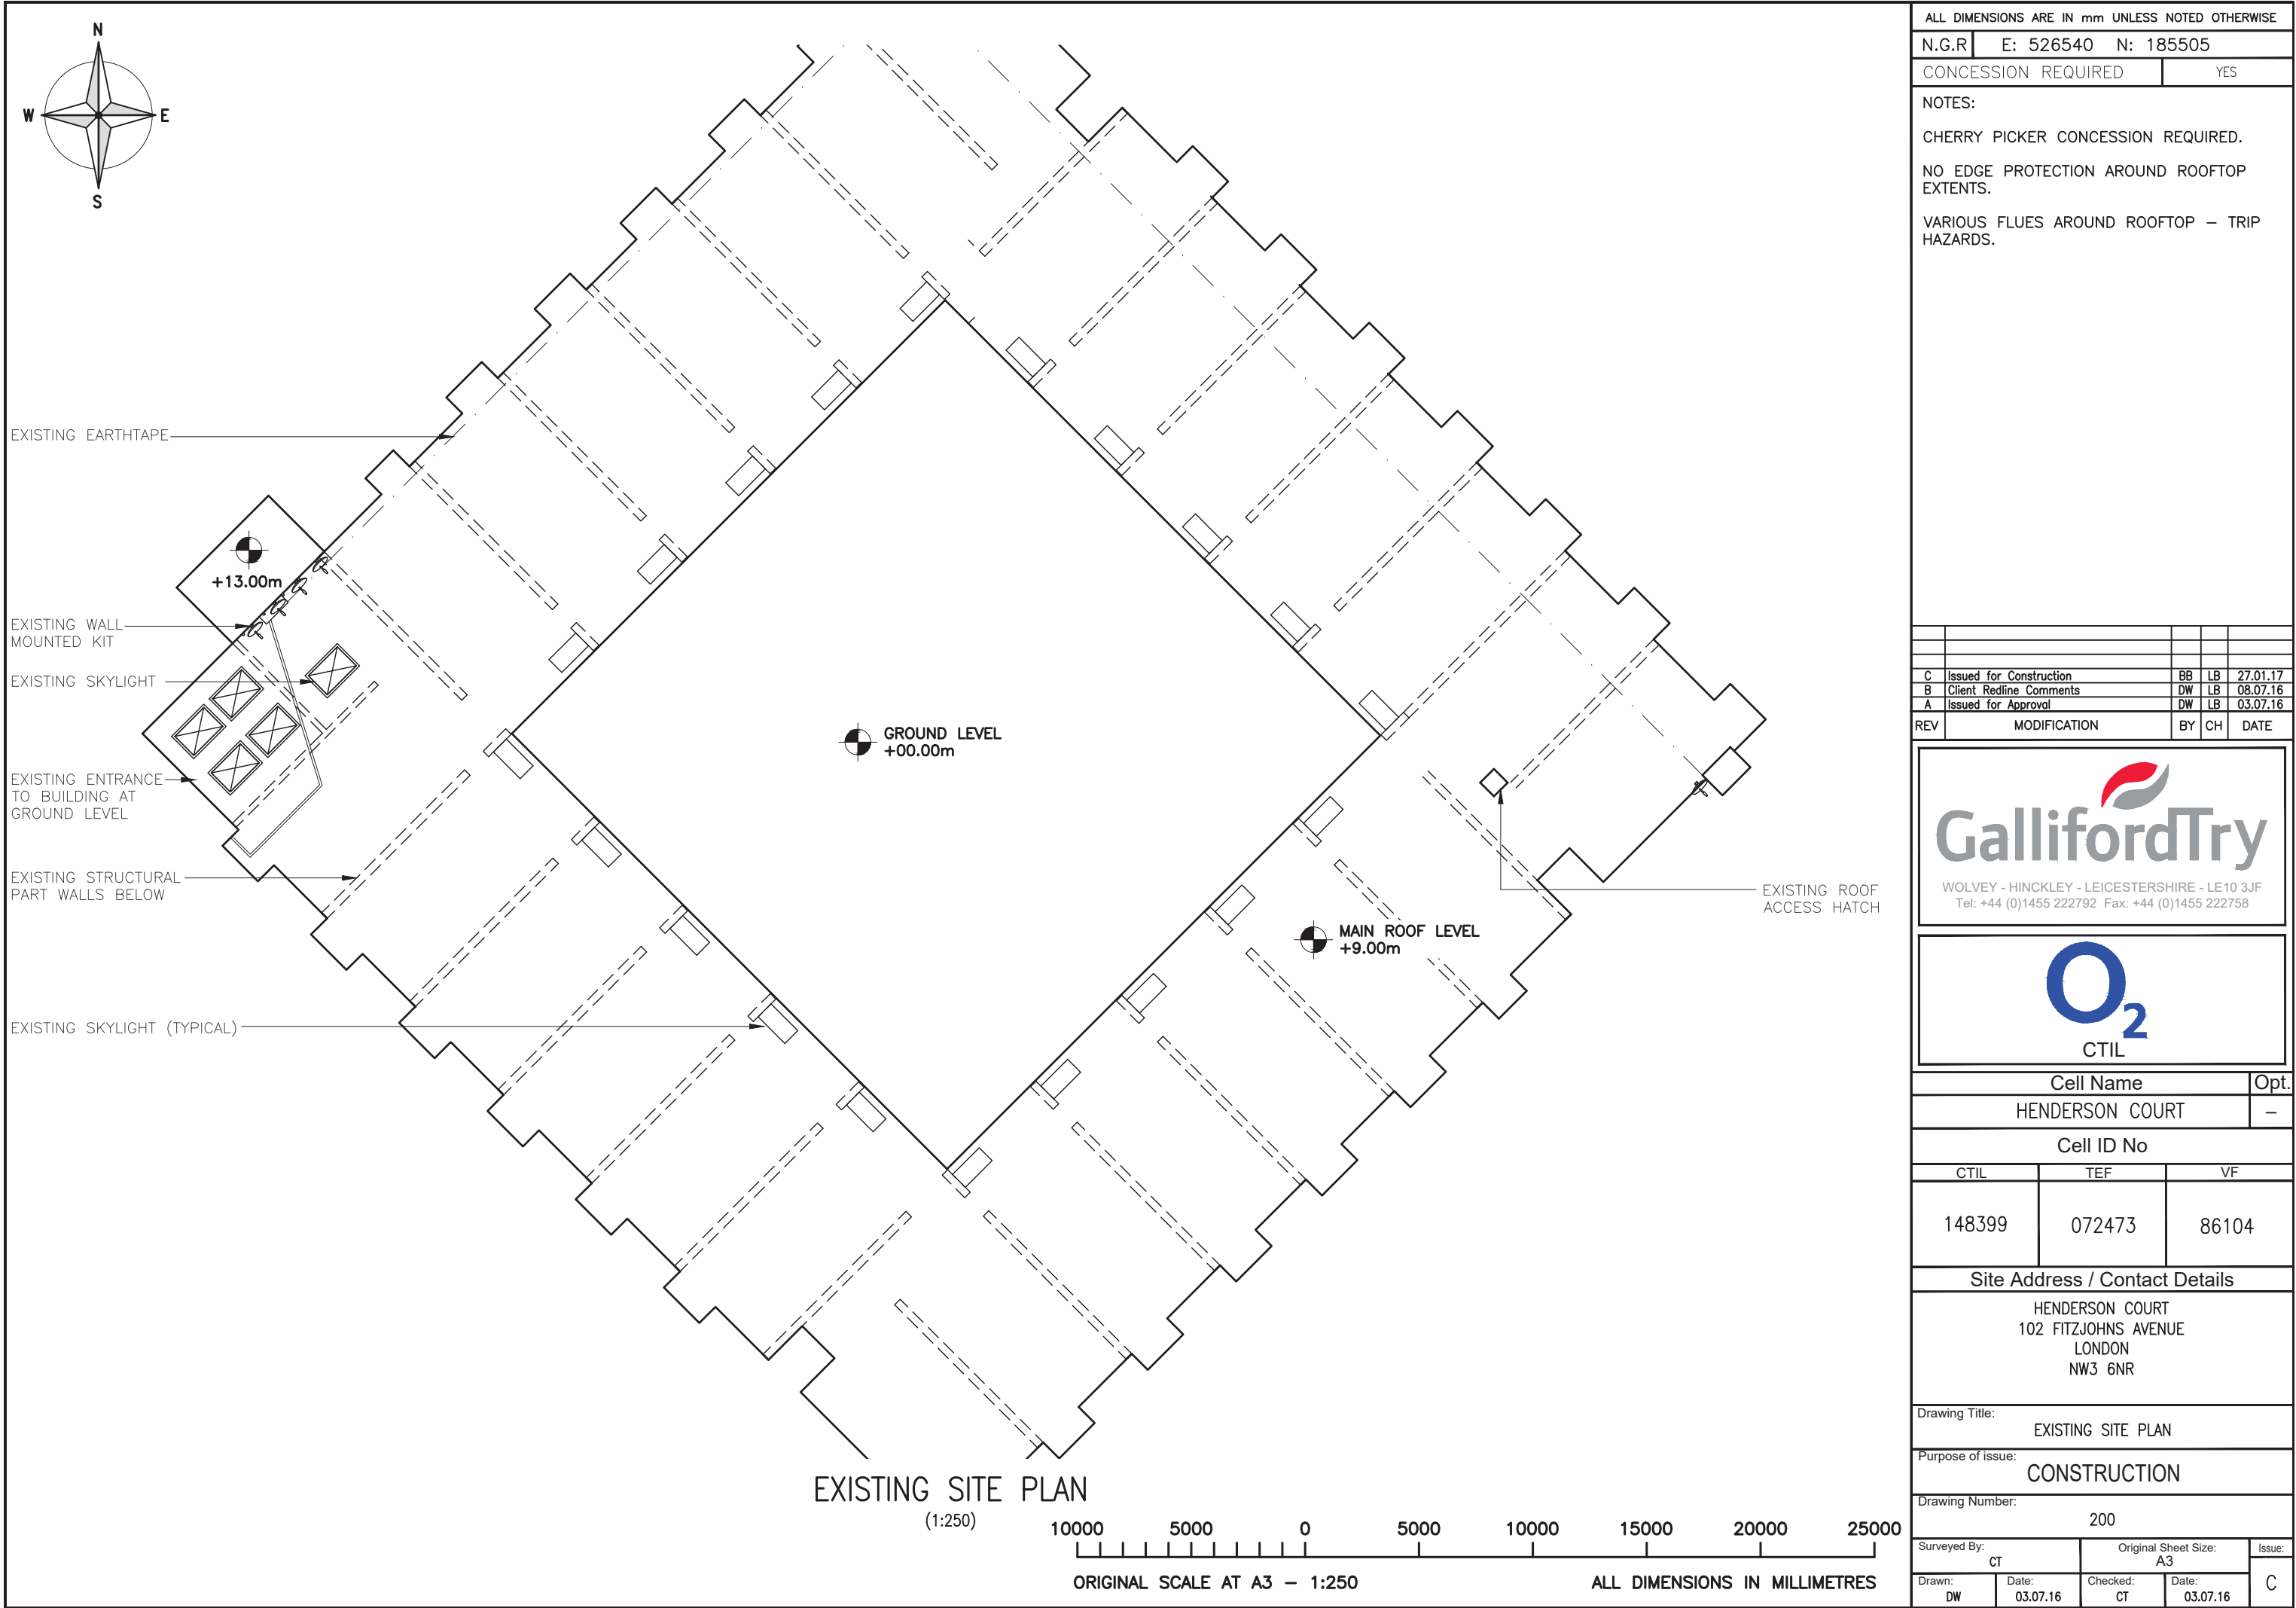 N
W
E
S
EXISTING EARTHTAPE
+13.00m
EXISTING WALL
MOUNTED KIT
EXISTING SKYLIGHT
EXISTING ENTRANCE
TO BUILDING AT
GROUND LEVEL
EXISTING STRUCTURAL
PART WALLS BELOW
EXISTING SKYLIGHT (TYPICAL)
GROUND LEVEL
+00.00m
MAIN ROOF LEVEL
+9.00m
EXISTING ROOF
ACCESS HATCH
EXISTING SITE PLAN
(1:250)
10000 5000 0 5000 10000 15000 20000 25000
ORIGINAL SCALE AT A3 – 1:250
ALL DIMENSIONS IN MILLIMETRES
ALL DIMENSIONS ARE IN mm UNLESS NOTED OTHERWISE
N.G.R E: 526540 N: 185505
CONCESSION REQUIRED YES
NOTES:
CHERRY PICKER CONCESSION REQUIRED.
NO EDGE PROTECTION AROUND ROOFTOP
EXTENTS.
VARIOUS FLUES AROUND ROOFTOP – TRIP
HAZARDS.
C Issued for Construction BB LB 27.01.17
B Client Redline Comments DW LB 08.07.16
A Issued for Approval DW LB 03.07.16
REV MODIFICATION BY CH DATE
GallifordTry
WOLVEY - HINCKLEY - LEICESTERSHIRE - LE10 3JF
Tel: +44 (0)1455 222792 Fax: +44 (0)1455 222758
O2
CTIL
Cell Name Opt.
HENDERSON COURT –
Cell ID No
CTIL TEF VF
148399 072473 86104
Site Address / Contact Details
HENDERSON COURT
102 FITZJOHNS AVENUE
LONDON
NW3 6NR
Drawing Title:
EXISTING SITE PLAN
Purpose of issue:
CONSTRUCTION
Drawing Number:
200
Surveyed By: Original Sheet Size: Issue:
CT A3
C
Drawn: Date: Checked: Date:
DW 03.07.16 CT 03.07.16